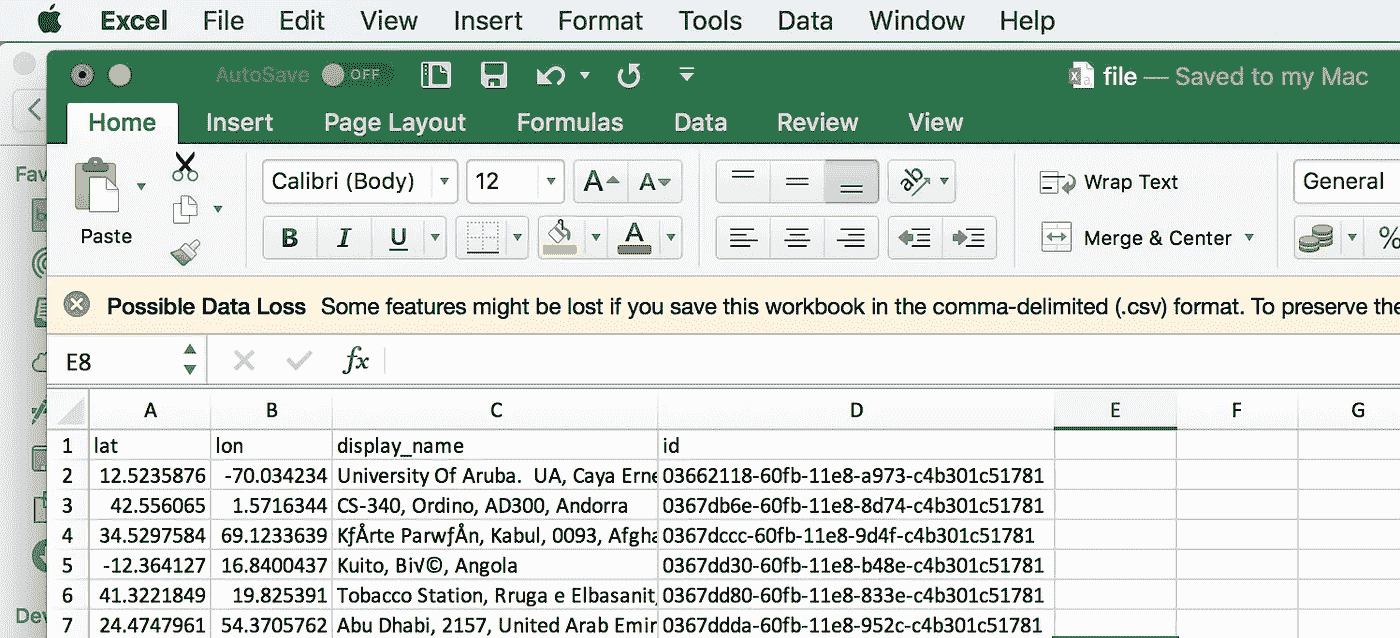 Excel File Edit View Insert Format Tools Data Window Help
AutoSave OFF file — Saved to my Mac
Home Insert Page Layout Formulas Data Review View
Fav
Calibri (Body) 12 A A ab Wrap Text General
Paste B I U A Merge & Center %
Possible Data Loss Some features might be lost if you save this workbook in the comma-delimited (.csv) format. To preserve the
E8 fx
A B C D E F G
1 lat lon display_name id
2 12.5235876 -70.034234 University Of Aruba. UA, Caya Erne 03662118-60fb-11e8-a973-c4b301c51781
3 42.556065 1.5716344 CS-340, Ordino, AD300, Andorra 0367db6e-60fb-11e8-8d74-c4b301c51781
4 34.5297584 69.1233639 KƒÅrte ParwƒÅn, Kabul, 0093, Afgha 0367dccc-60fb-11e8-9d4f-c4b301c51781
5 -12.364127 16.8400437 Kuito, Bi√©, Angola 0367dd30-60fb-11e8-b48e-c4b301c51781
6 41.3221849 19.825391 Tobacco Station, Rruga e Elbasanit, 0367dd80-60fb-11e8-833e-c4b301c51781
Dev
7 24.4747961 54.3705762 Abu Dhabi, 2157, United Arab Emir 0367ddda-60fb-11e8-952c-c4b301c51781